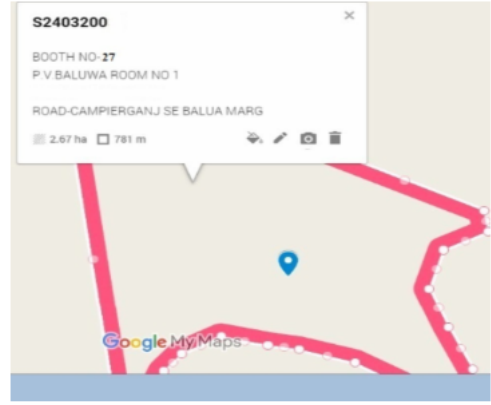 S2403200
BOOTH NO-27
P.V.BALUWA ROOM NO 1
ROAD-CAMPIERGANJ SE BALUA MARG
2.67 ha 781 m
Google My Maps